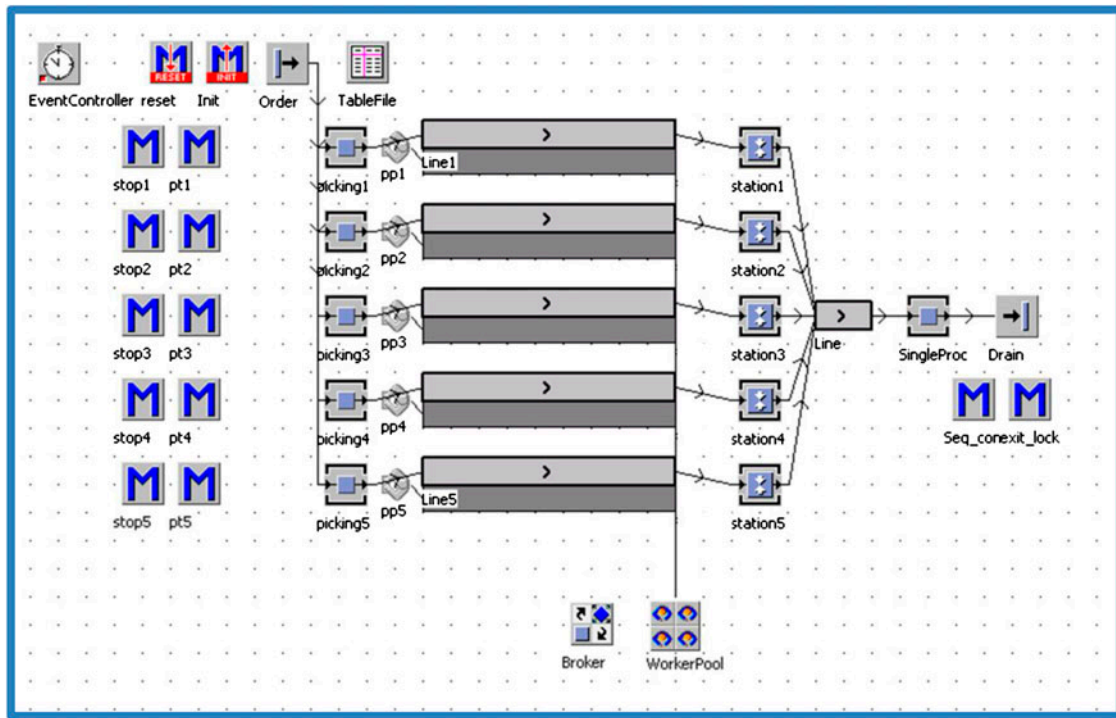 RESET
INIT
EventController reset Init Order TableFile
Line1
stop1 pt1 picking1 pp1 station1
stop2 pt2 picking2 pp2 station2
stop3 pt3 picking3 pp3 station3 Line SingleProc Drain
stop4 pt4 picking4 pp4 station4 Seq_conexit_lock
Line5
stop5 pt5 picking5 pp5 station5
Broker WorkerPool